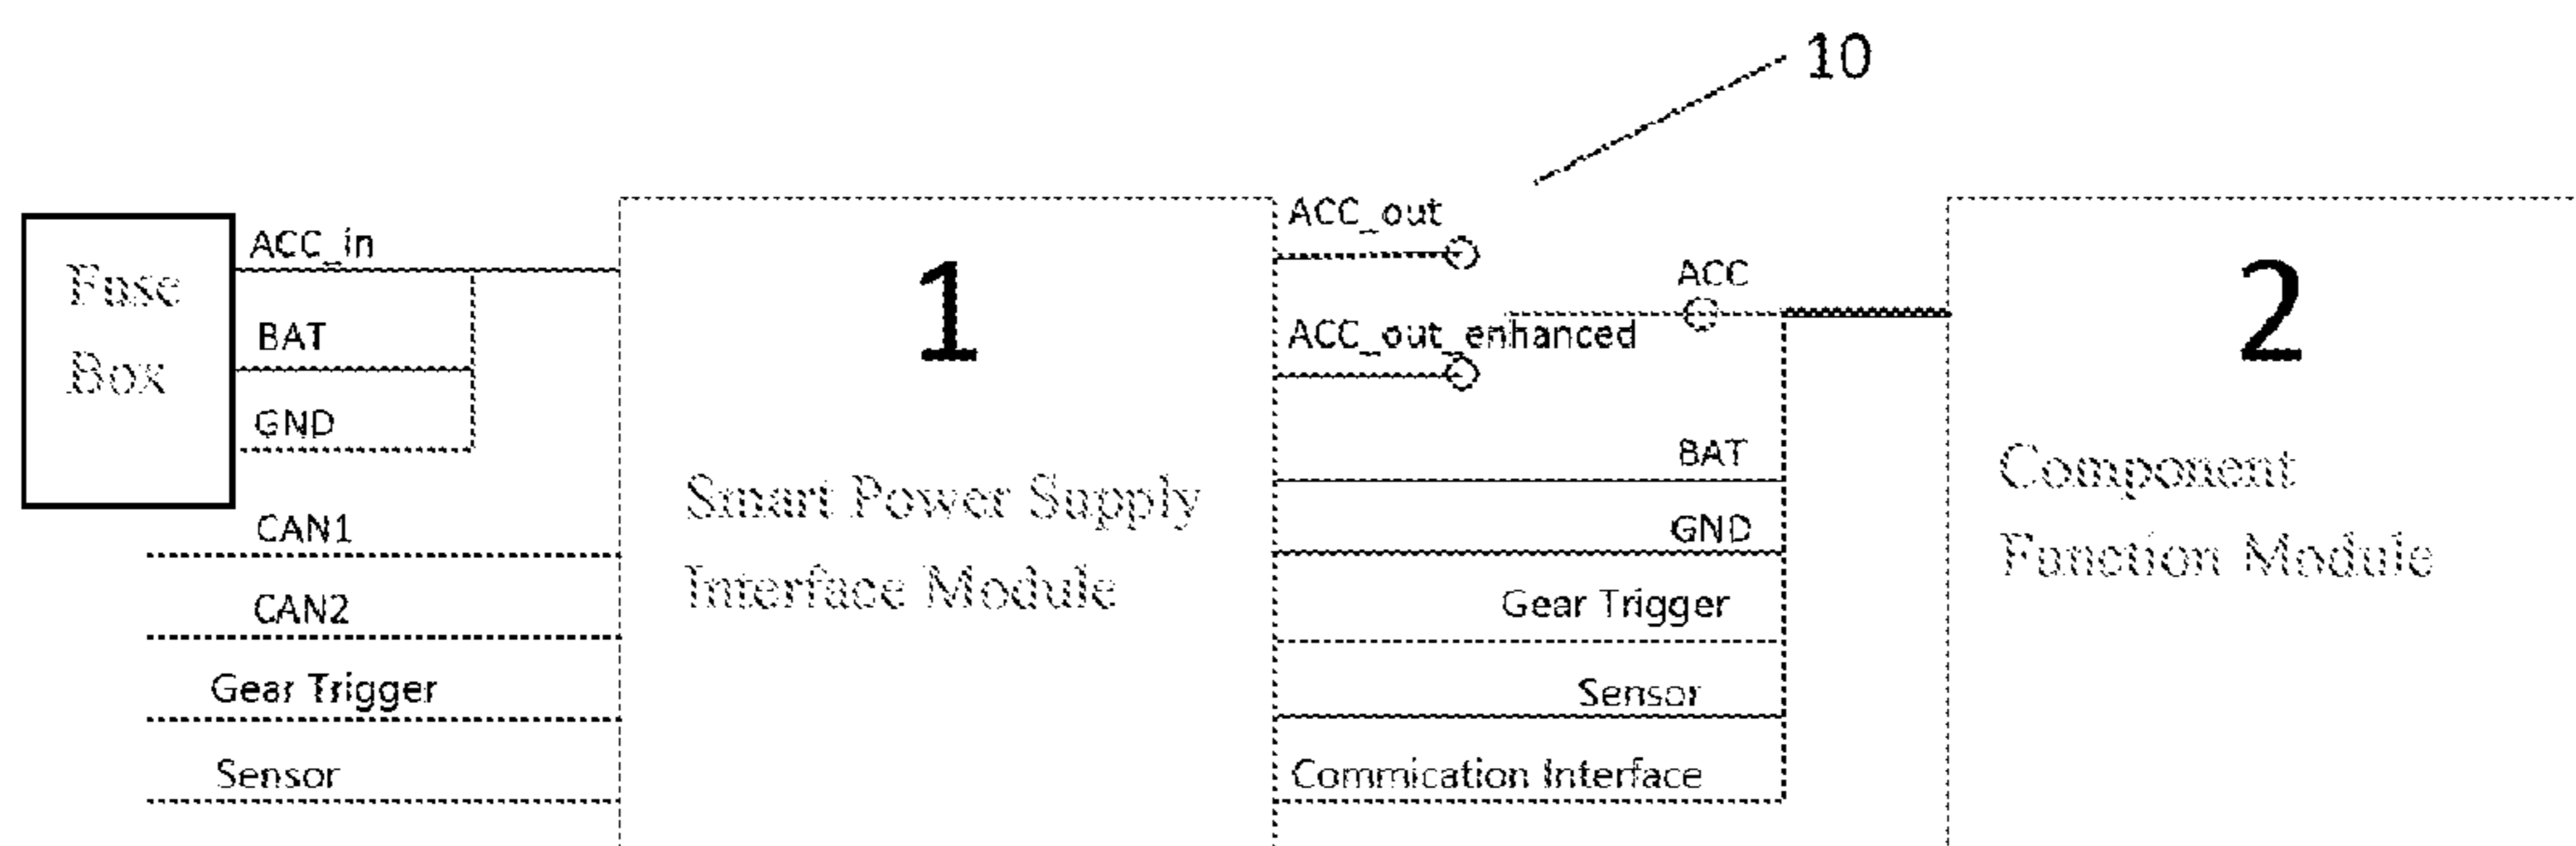 10
Fuse
Box
ACC_in
BAT
GND
CAN1
CAN2
Gear Trigger
Sensor
1
Smart Power Supply
Interface Module
ACC_out
ACC_out_enhanced
ACC
BAT
GND
Gear Trigger
Sensor
Commication Interface
2
Component
Function Module